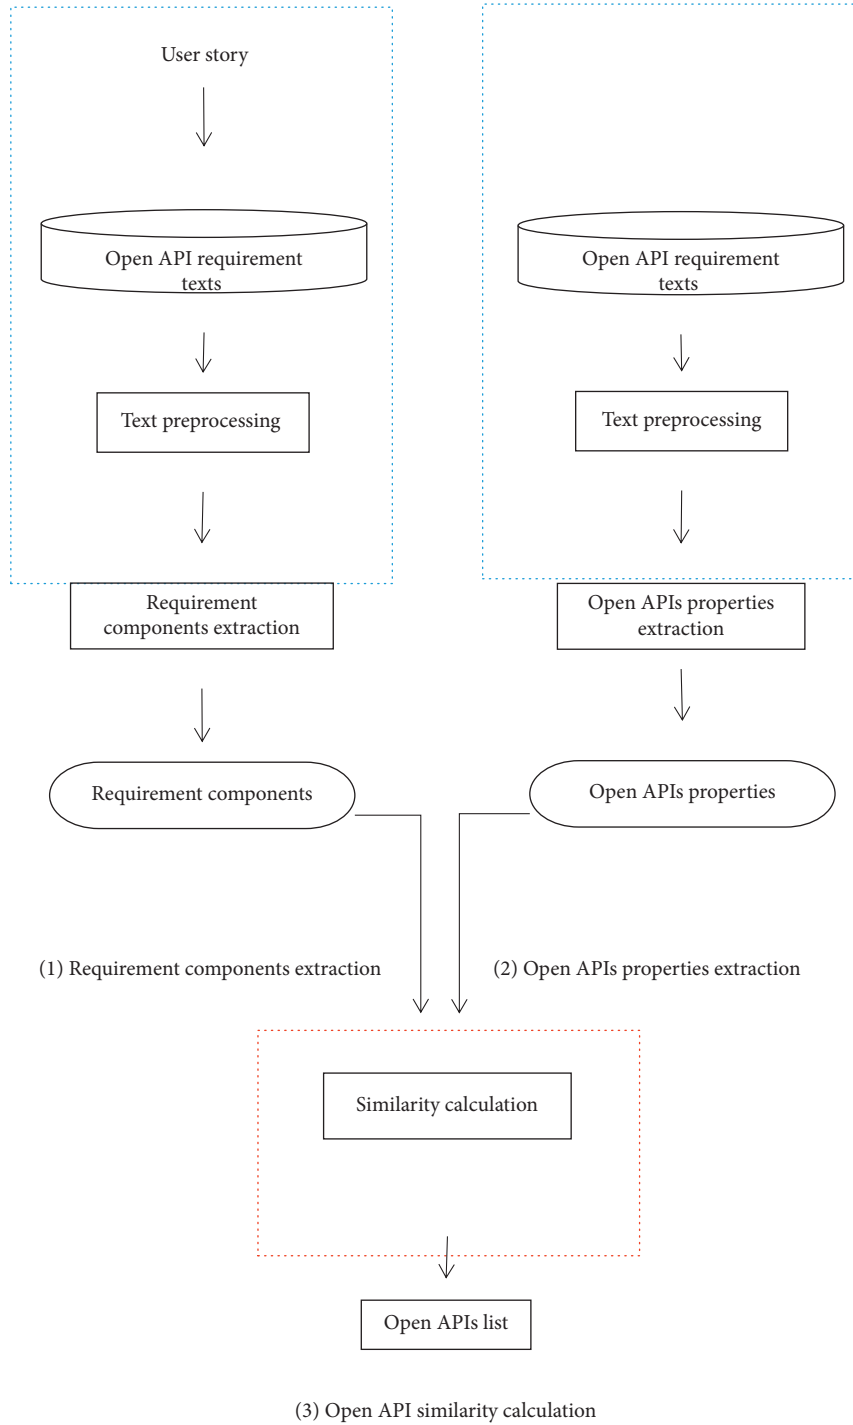 User story
Open API requirement
texts
Text preprocessing
Requirement
components extraction
Requirement components
(1) Requirement components extraction
Open API requirement
texts
Text preprocessing
Open APIs properties
extraction
Open APIs properties
(2) Open APIs properties extraction
Similarity calculation
Open APIs list
(3) Open API similarity calculation